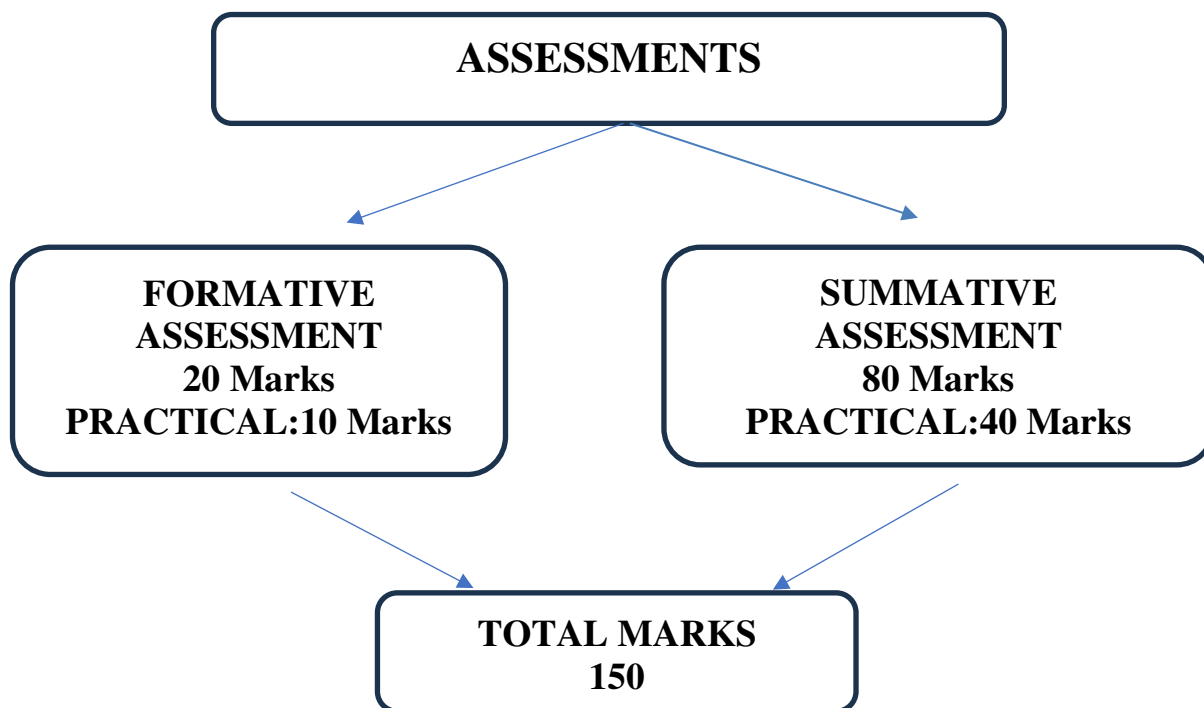 ASSESSMENTS
FORMATIVE
ASSESSMENT
20 Marks
PRACTICAL:10 Marks
SUMMATIVE
ASSESSMENT
80 Marks
PRACTICAL:40 Marks
TOTAL MARKS
150